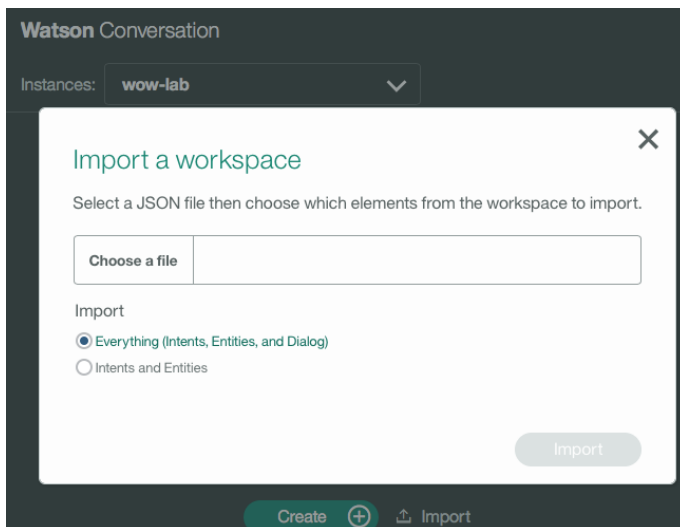 Watson Conversation
Instances: wow-lab
Import a workspace
Select a JSON file then choose which elements from the workspace to import.
Choose a file
Import
Everything (Intents, Entities, and Dialog)
Intents and Entities
Import
Create Import